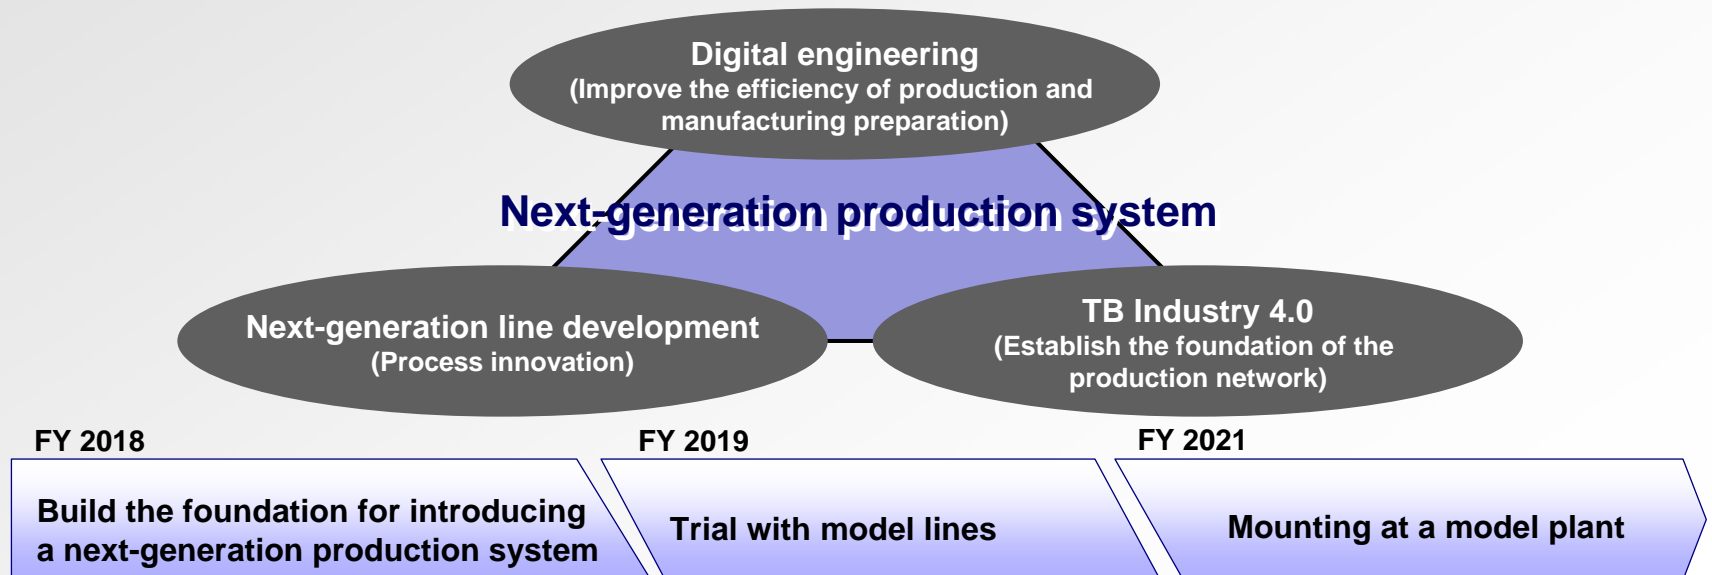 Digital engineering
(Improve the efficiency of production and
manufacturing preparation)
Next-generation production system
Next-generation line development
(Process innovation)
TB Industry 4.0
(Establish the foundation of the
production network)
FY 2018
FY 2019
FY 2021
Build the foundation for introducing
a next-generation production system
Trial with model lines
Mounting at a model plant